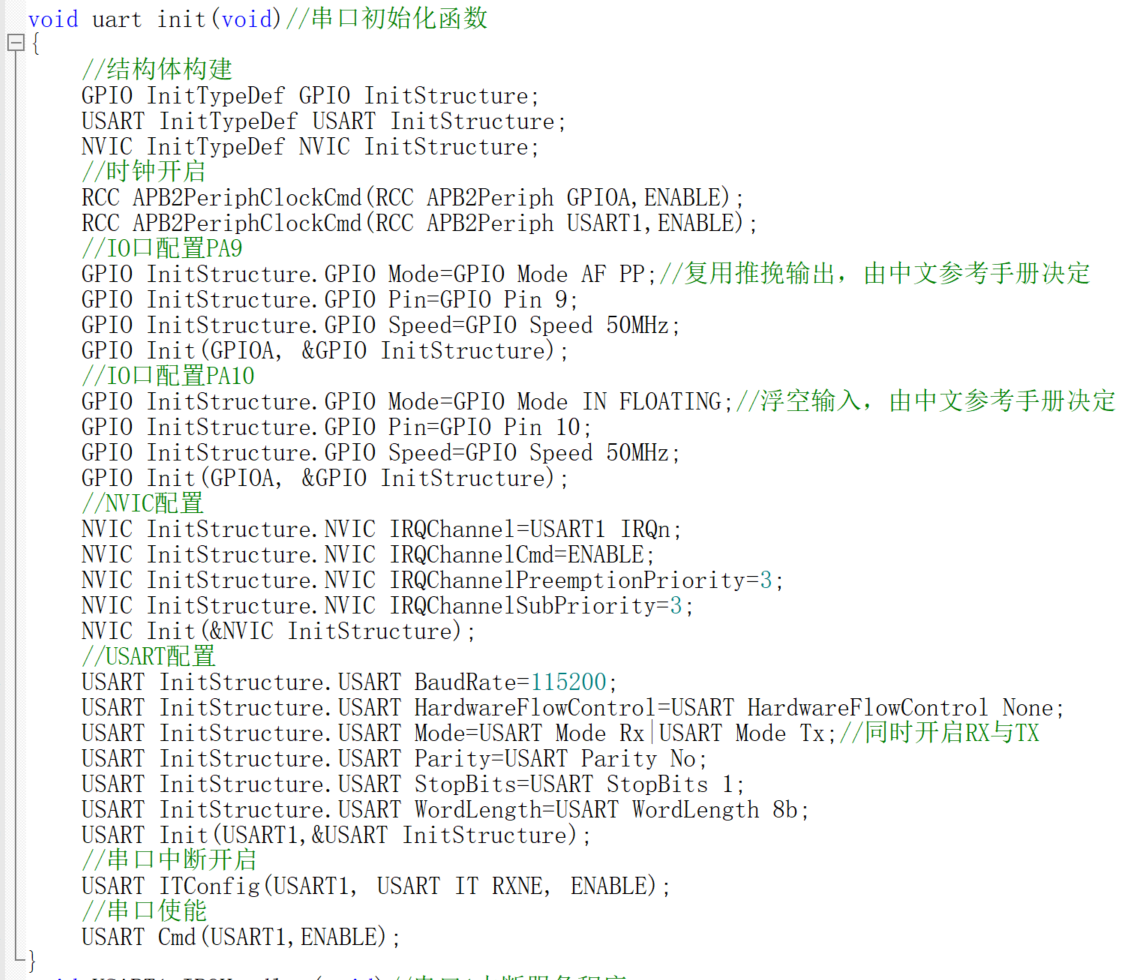 void uart init(void)//串口初始化函数
{
//结构体构建
GPIO InitTypeDef GPIO InitStructure;
USART InitTypeDef USART InitStructure;
NVIC InitTypeDef NVIC InitStructure;
//时钟开启
RCC APB2PeriphClockCmd(RCC APB2Periph GPIOA,ENABLE);
RCC APB2PeriphClockCmd(RCC APB2Periph USART1,ENABLE);
//IO口配置PA9
GPIO InitStructure.GPIO Mode=GPIO Mode AF PP;//复用推挽输出，由中文参考手册决定
GPIO InitStructure.GPIO Pin=GPIO Pin 9;
GPIO InitStructure.GPIO Speed=GPIO Speed 50MHz;
GPIO Init(GPIOA, &GPIO InitStructure);
//IO口配置PA10
GPIO InitStructure.GPIO Mode=GPIO Mode IN FLOATING;//浮空输入，由中文参考手册决定
GPIO InitStructure.GPIO Pin=GPIO Pin 10;
GPIO InitStructure.GPIO Speed=GPIO Speed 50MHz;
GPIO Init(GPIOA, &GPIO InitStructure);
//NVIC配置
NVIC InitStructure.NVIC IRQChannel=USART1 IRQn;
NVIC InitStructure.NVIC IRQChannelCmd=ENABLE;
NVIC InitStructure.NVIC IRQChannelPreemptionPriority=3;
NVIC InitStructure.NVIC IRQChannelSubPriority=3;
NVIC Init(&NVIC InitStructure);
//USART配置
USART InitStructure.USART BaudRate=115200;
USART InitStructure.USART HardwareFlowControl=USART HardwareFlowControl None;
USART InitStructure.USART Mode=USART Mode Rx|USART Mode Tx;//同时开启RX与TX
USART InitStructure.USART Parity=USART Parity No;
USART InitStructure.USART StopBits=USART StopBits 1;
USART InitStructure.USART WordLength=USART WordLength 8b;
USART Init(USART1,&USART InitStructure);
//串口中断开启
USART ITConfig(USART1, USART IT RXNE, ENABLE);
//串口使能
USART Cmd(USART1,ENABLE);
}